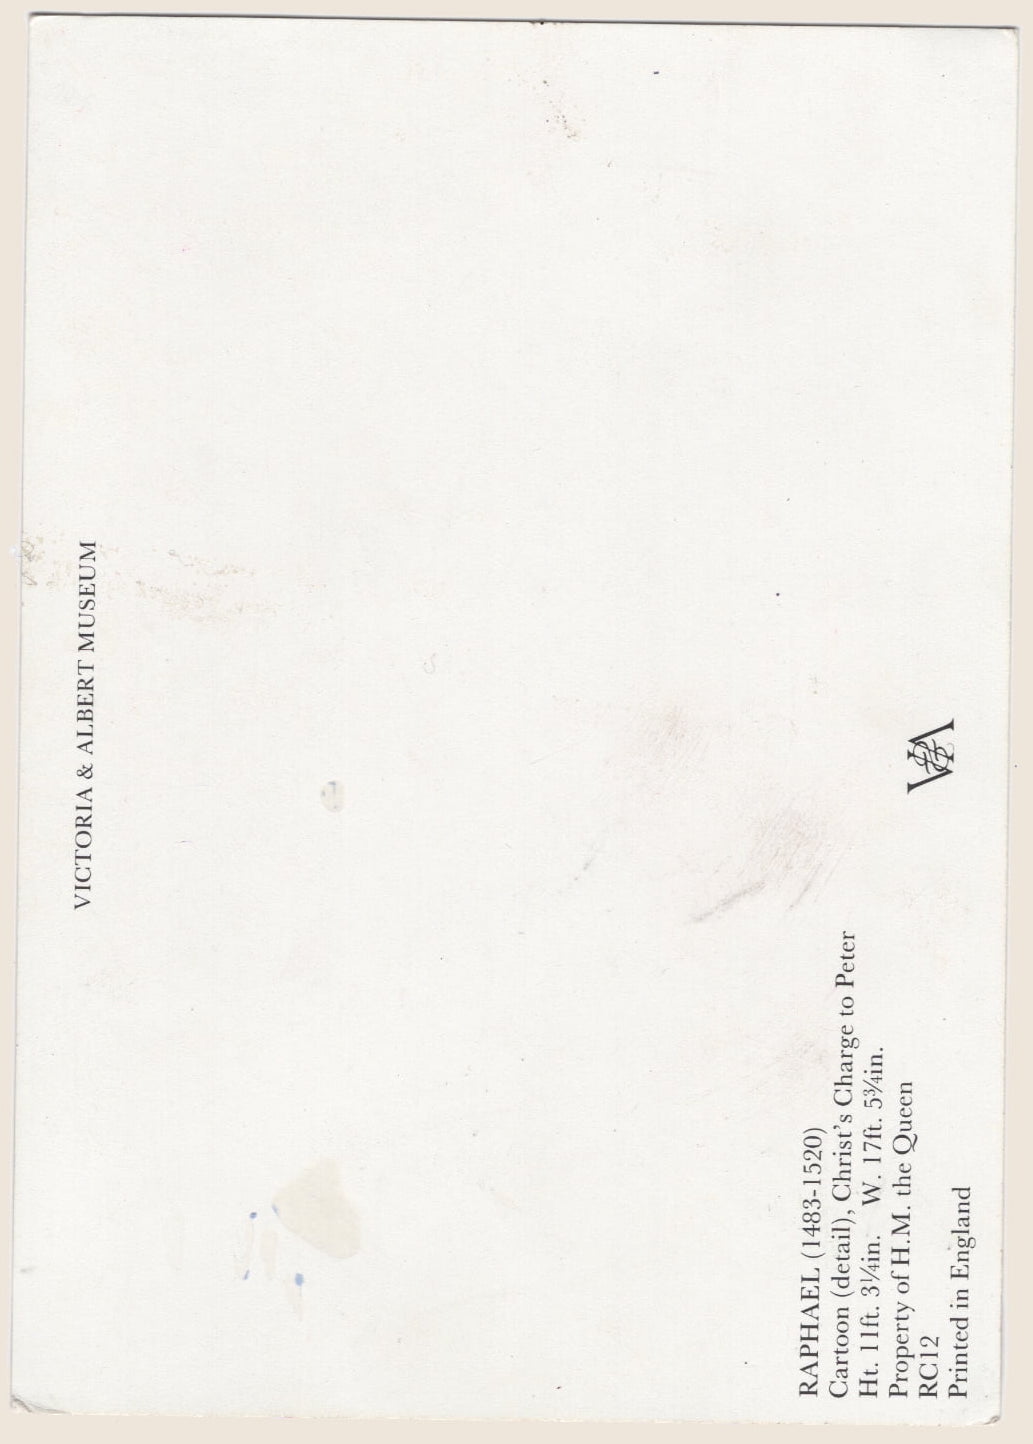 VICTORIA & ALBERT MUSEUM
RAPHAEL (1483-1520)
Cartoon (detail), Christ's Charge to Peter
Ht. 11ft. 3¼in. W. 17ft. 5¾in.
Property of H.M. the Queen
RC12
Printed in England
V&A